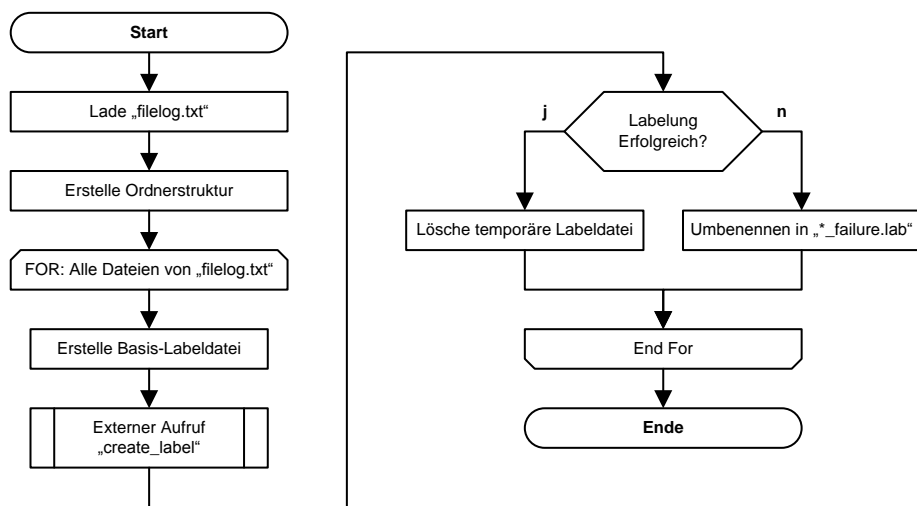 Start
Lade „filelog.txt“
Erstelle Ordnerstruktur
FOR: Alle Dateien von „filelog.txt“
Erstelle Basis-Labeldatei
Externer Aufruf
„create_label“
Labelung
Erfolgreich?
j
n
Lösche temporäre Labeldatei
Umbenennen in „*_failure.lab“
End For
Ende